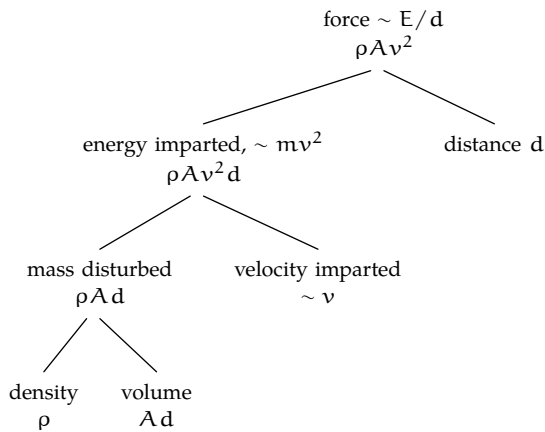 force ∼ E/d
ρAv²
energy imparted, ∼ mv²
ρAv²d
distance d
mass disturbed
ρAd
velocity imparted
∼ v
density
ρ
volume
Ad